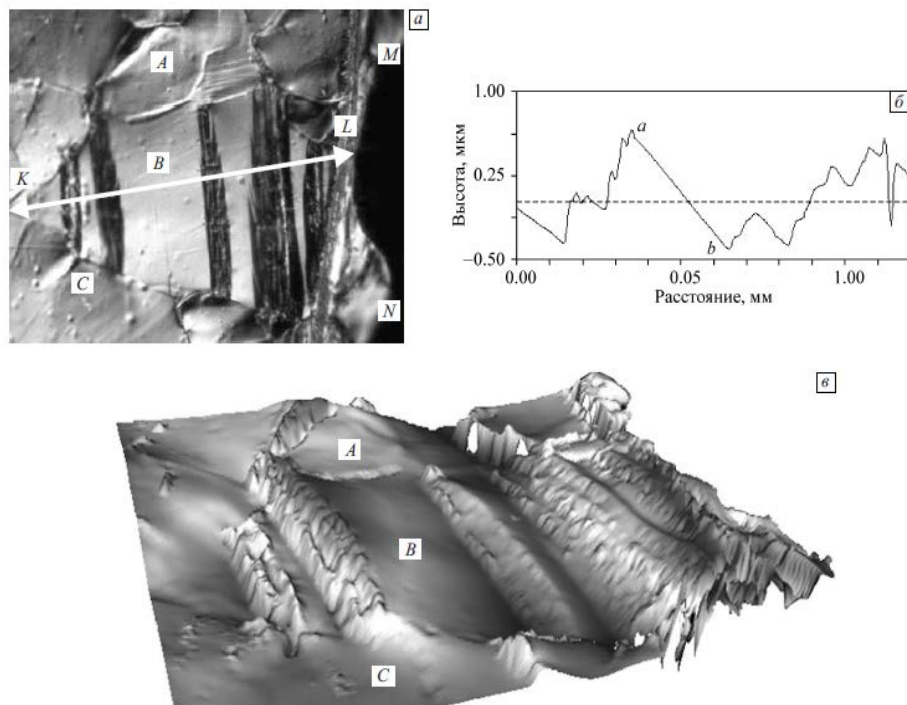 а
A
M
L
B
K
C
N
б
1.00
0.25
–0.50
Высота, мкм
a
b
0.00
0.05
1.00
Расстояние, мм
в
A
B
C